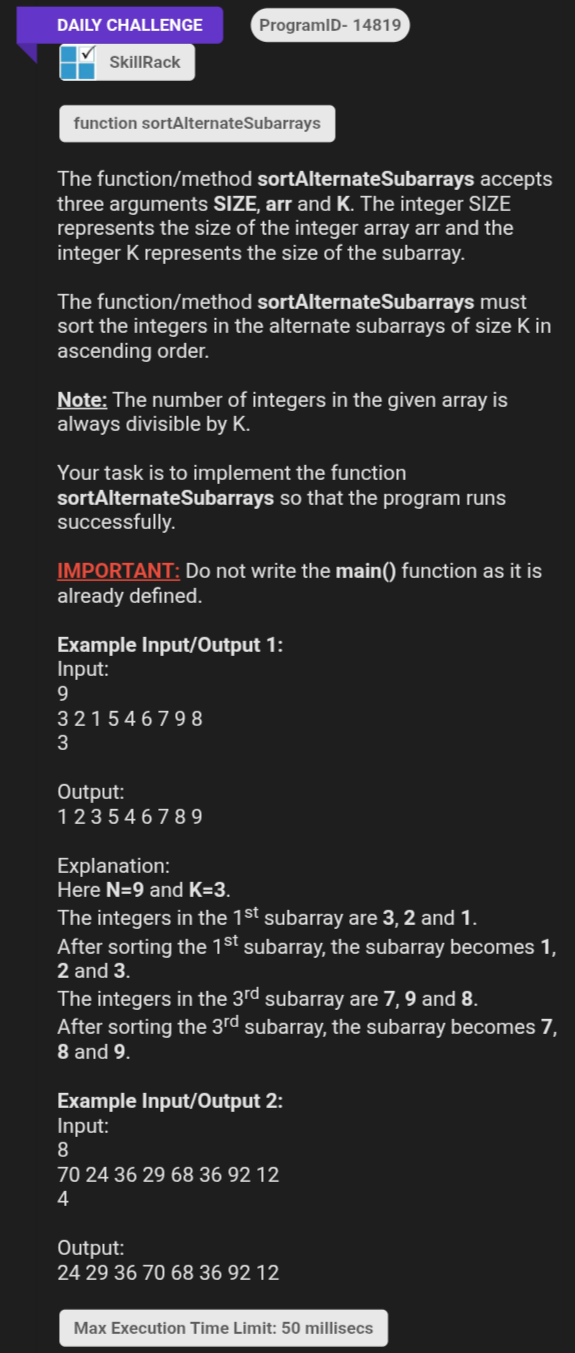 DAILY CHALLENGE
ProgramID- 14819
SkillRack
function sortAlternateSubarrays
The function/method sortAlternateSubarrays accepts
three arguments SIZE, arr and K. The integer SIZE
represents the size of the integer array arr and the
integer K represents the size of the subarray.
The function/method sortAlternateSubarrays must
sort the integers in the alternate subarrays of size K in
ascending order.
Note: The number of integers in the given array is
always divisible by K.
Your task is to implement the function
sortAlternateSubarrays so that the program runs
successfully.
IMPORTANT: Do not write the main() function as it is
already defined.
Example Input/Output 1:
Input:
9
3 2 1 5 4 6 7 9 8
3
Output:
1 2 3 5 4 6 7 8 9
Explanation:
Here N=9 and K=3.
The integers in the 1st subarray are 3, 2 and 1.
After sorting the 1st subarray, the subarray becomes 1,
2 and 3.
The integers in the 3rd subarray are 7, 9 and 8.
After sorting the 3rd subarray, the subarray becomes 7,
8 and 9.
Example Input/Output 2:
Input:
8
70 24 36 29 68 36 92 12
4
Output:
24 29 36 70 68 36 92 12
Max Execution Time Limit: 50 millisecs